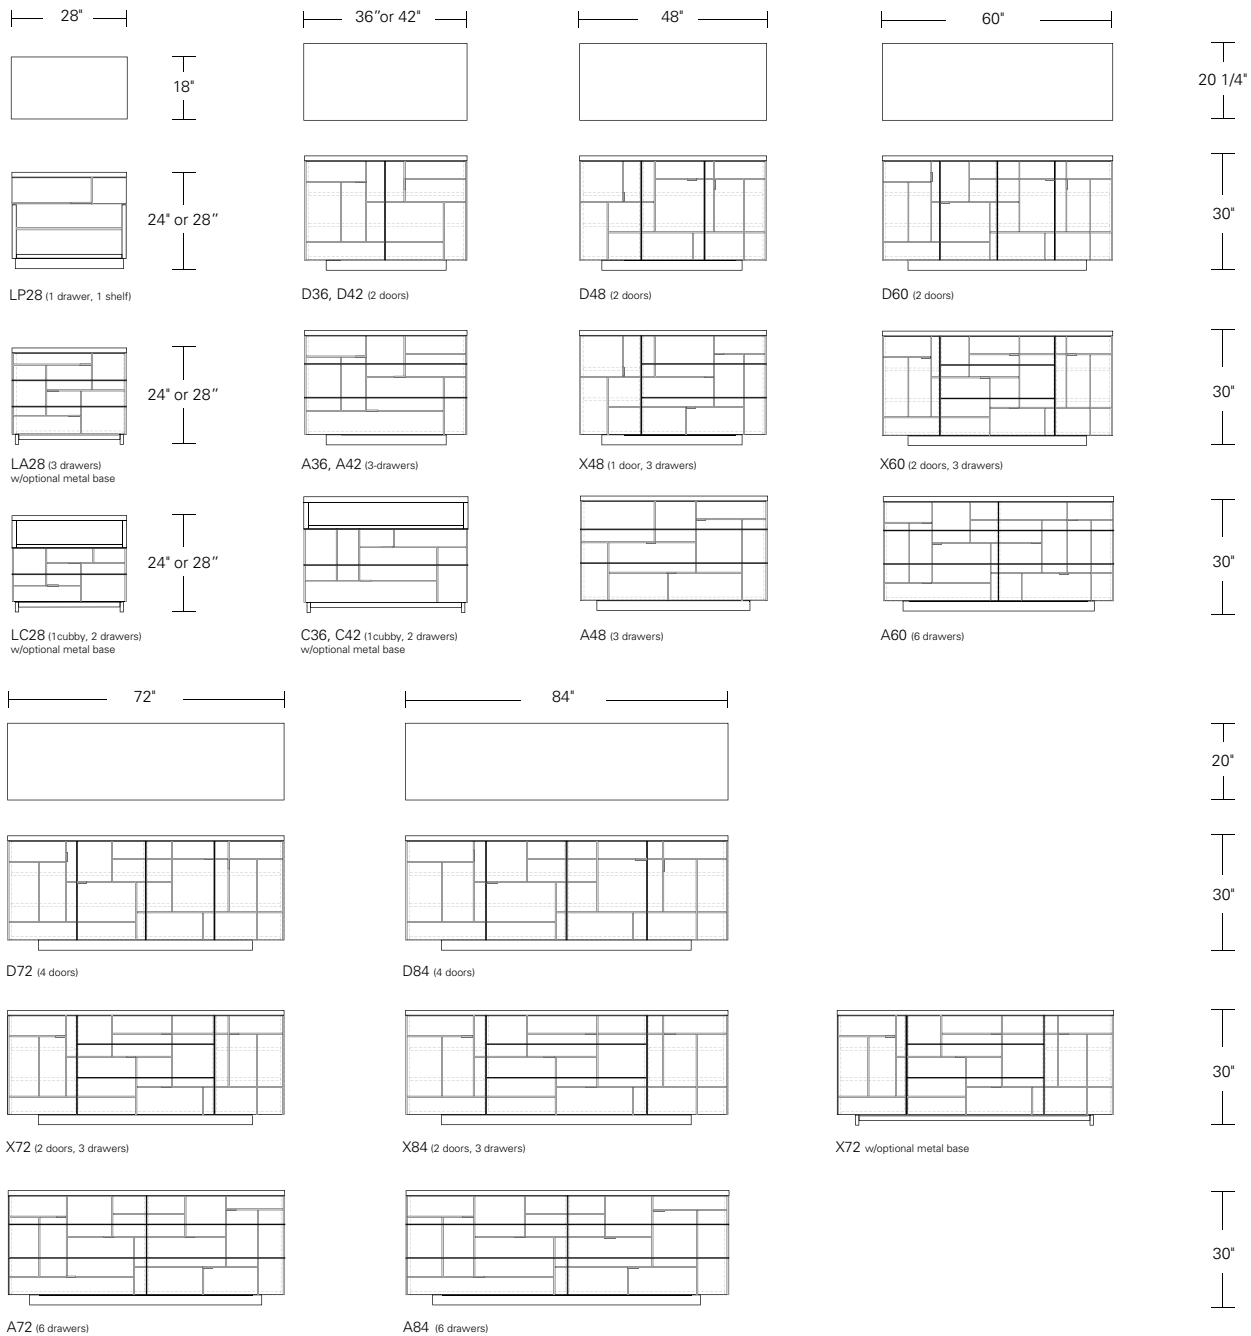 28"
36”or 42"
48"
60"
18"
20 1/4"
24" or 28”
30"
LP28 (1 drawer, 1 shelf)
D36, D42 (2 doors)
D48 (2 doors)
D60 (2 doors)
24" or 28”
30"
LA28 (3 drawers)
w/optional metal base
A36, A42 (3-drawers)
X48 (1 door, 3 drawers)
X60 (2 doors, 3 drawers)
24" or 28”
30"
LC28 (1cubby, 2 drawers)
w/optional metal base
C36, C42 (1cubby, 2 drawers)
w/optional metal base
A48 (3 drawers)
A60 (6 drawers)
72"
84"
20"
30"
D72 (4 doors)
D84 (4 doors)
30"
X72 (2 doors, 3 drawers)
X84 (2 doors, 3 drawers)
X72 w/optional metal base
30"
A72 (6 drawers)
A84 (6 drawers)